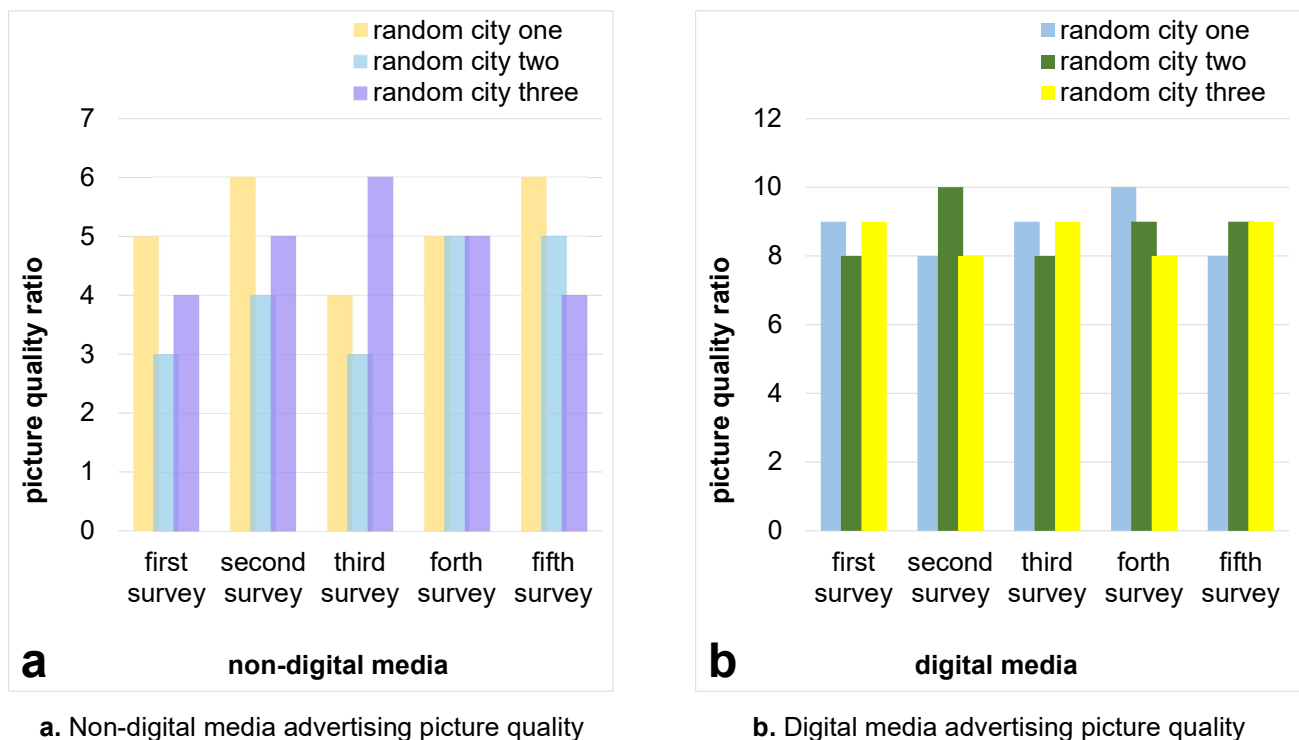 random city one
random city two
random city three
7
6
5
4
3
2
1
0
picture quality ratio
first survey
second survey
third survey
forth survey
fifth survey
a
non-digital media
a. Non-digital media advertising picture quality
random city one
random city two
random city three
12
10
8
6
4
2
0
picture quality ratio
first survey
second survey
third survey
forth survey
fifth survey
b
digital media
b. Digital media advertising picture quality